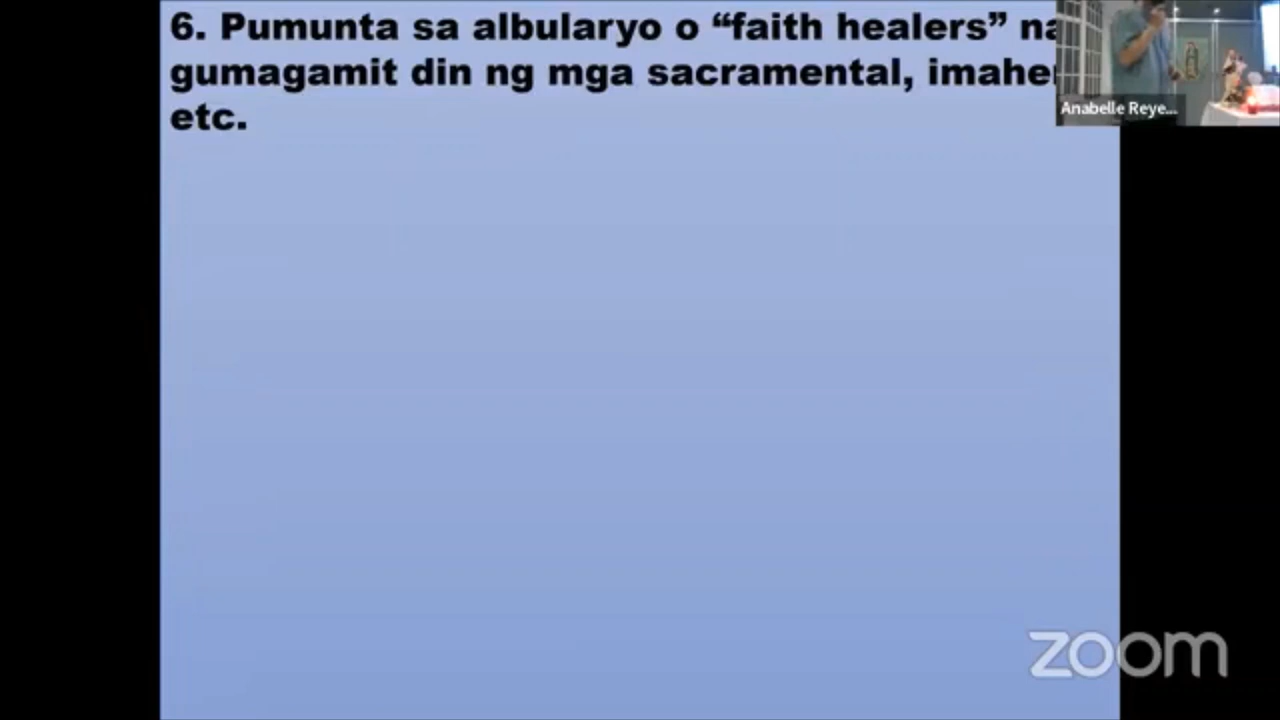 6. Pumunta sa albularyo o “faith healers” na
gumagamit din ng mga sacramental, imahe
etc.
Anabelle Reye...
zoom